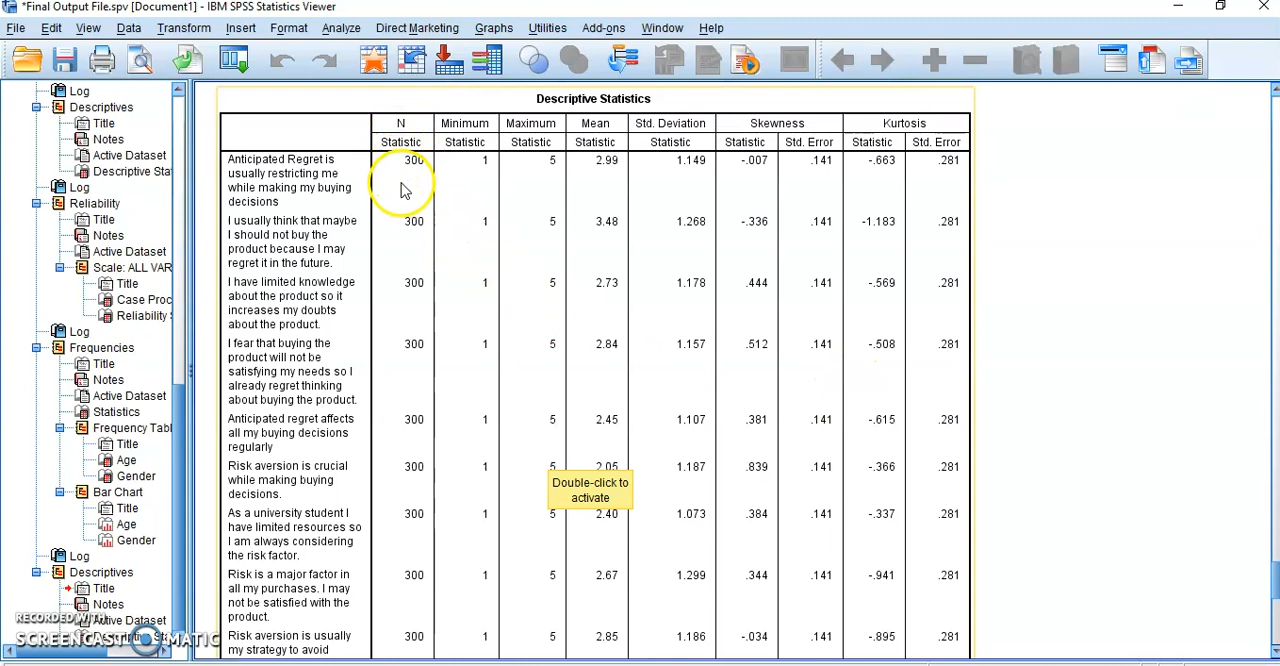 *Final Output File.spv [Document1] - IBM SPSS Statistics Viewer
File Edit View Data Transform Insert Format Analyze Direct Marketing Graphs Utilities Add-ons Window Help
Log
Descriptives
Title
Notes
Active Dataset
Descriptive Sta
Log
Reliability
Title
Notes
Active Dataset
Scale: ALL VAR
Title
Case Proc
Reliability S
Log
Frequencies
Title
Notes
Active Dataset
Statistics
Frequency Tabl
Title
Age
Gender
Bar Chart
Title
Age
Gender
Log
Descriptives
Title
Notes
Active Dataset
RECORDED WITH
SCREENCAST MATIC
Descriptive Statistics
N Minimum Maximum Mean Std. Deviation Skewness Kurtosis
Statistic Statistic Statistic Statistic Statistic Statistic Std. Error Statistic Std. Error
Anticipated Regret is 300 1 5 2.99 1.149 -.007 .141 -.663 .281
usually restricting me
while making my buying
decisions
I usually think that maybe 300 1 5 3.48 1.268 -.336 .141 -1.183 .281
I should not buy the
product because I may
regret it in the future.
I have limited knowledge 300 1 5 2.73 1.178 .444 .141 -.569 .281
about the product so it
increases my doubts
about the product.
I fear that buying the 300 1 5 2.84 1.157 .512 .141 -.508 .281
product will not be
satisfying my needs so I
already regret thinking
about buying the product.
Anticipated regret affects 300 1 5 2.45 1.107 .381 .141 -.615 .281
all my buying decisions
regularly
Risk aversion is crucial 300 1 5 2.05 1.187 .839 .141 -.366 .281
while making buying
decisions.
Double-click to
activate
As a university student I 300 1 5 2.40 1.073 .384 .141 -.337 .281
have limited resources so
I am always considering
the risk factor.
Risk is a major factor in 300 1 5 2.67 1.299 .344 .141 -.941 .281
all my purchases. I may
not be satisfied with the
product.
Risk aversion is usually 300 1 5 2.85 1.186 -.034 .141 -.895 .281
my strategy to avoid